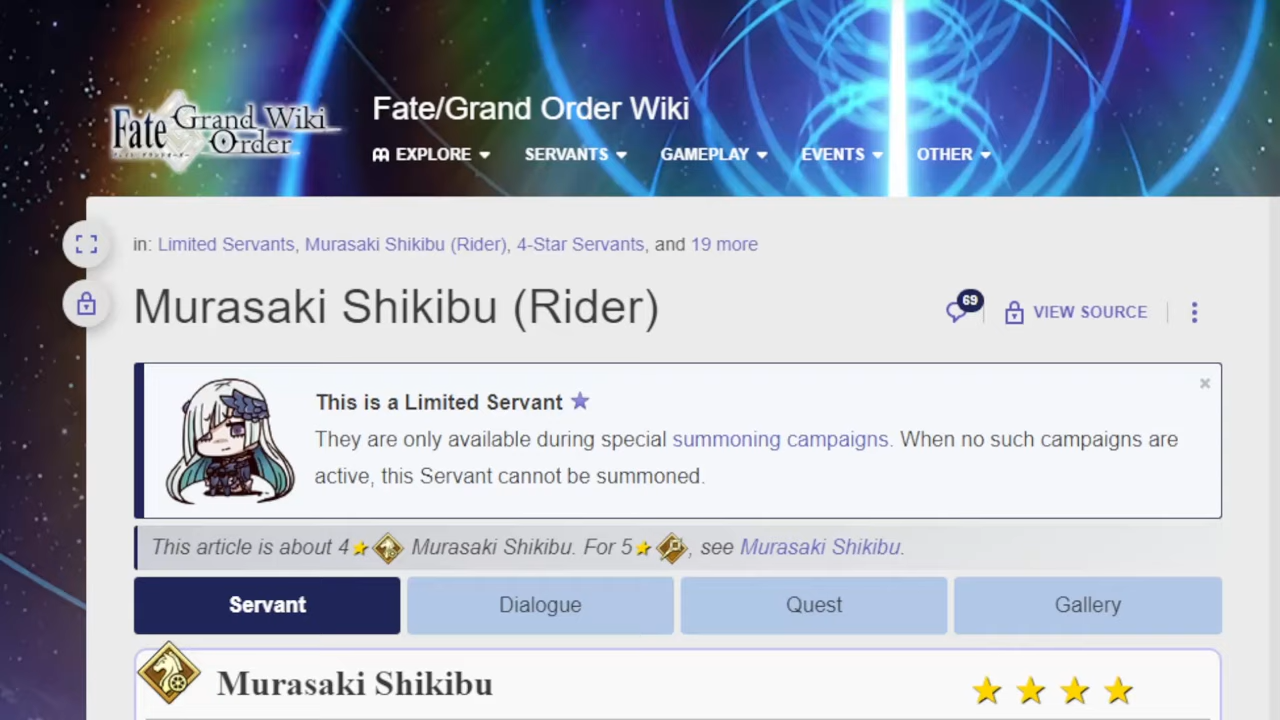 Fate Grand Wiki
Order
Fate/Grand Order Wiki
EXPLORE SERVANTS GAMEPLAY EVENTS OTHER
in: Limited Servants, Murasaki Shikibu (Rider), 4-Star Servants, and 19 more
Murasaki Shikibu (Rider)
69
VIEW SOURCE
This is a Limited Servant
They are only available during special summoning campaigns. When no such campaigns are
active, this Servant cannot be summoned.
This article is about 4 Murasaki Shikibu. For 5, see Murasaki Shikibu.
Servant Dialogue Quest Gallery
Murasaki Shikibu